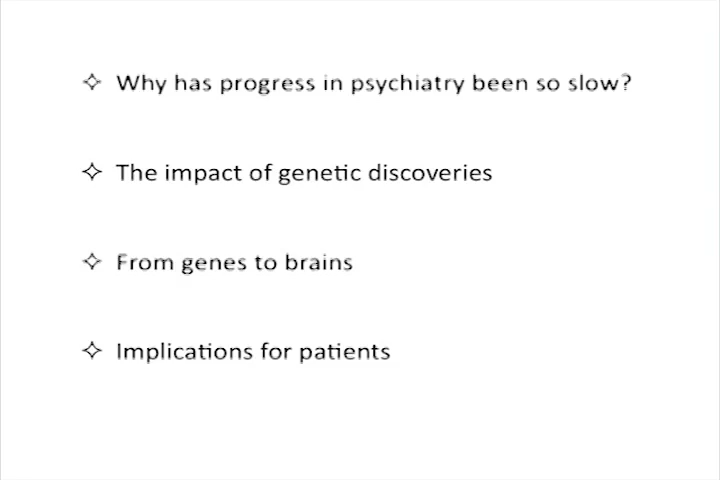 Why has progress in psychiatry been so slow?
The impact of genetic discoveries
From genes to brains
Implications for patients